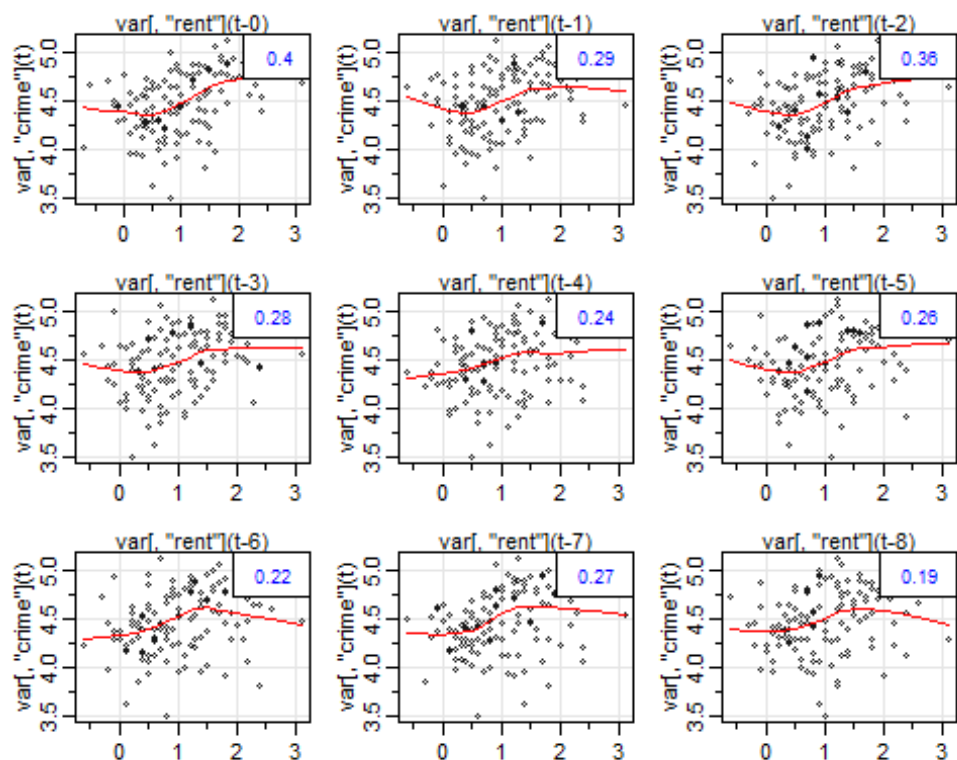 var[, "rent"](t-0)
0.4
var[, "crime"](t)
5.0
4.5
4.0
3.5
0 1 2 3
var[, "rent"](t-1)
0.29
var[, "crime"](t)
5.0
4.5
4.0
3.5
0 1 2 3
var[, "rent"](t-2)
0.36
var[, "crime"](t)
5.0
4.5
4.0
3.5
0 1 2 3
var[, "rent"](t-3)
0.28
var[, "crime"](t)
5.0
4.5
4.0
3.5
0 1 2 3
var[, "rent"](t-4)
0.24
var[, "crime"](t)
5.0
4.5
4.0
3.5
0 1 2 3
var[, "rent"](t-5)
0.26
var[, "crime"](t)
5.0
4.5
4.0
3.5
0 1 2 3
var[, "rent"](t-6)
0.22
var[, "crime"](t)
5.0
4.5
4.0
3.5
0 1 2 3
var[, "rent"](t-7)
0.27
var[, "crime"](t)
5.0
4.5
4.0
3.5
0 1 2 3
var[, "rent"](t-8)
0.19
var[, "crime"](t)
5.0
4.5
4.0
3.5
0 1 2 3